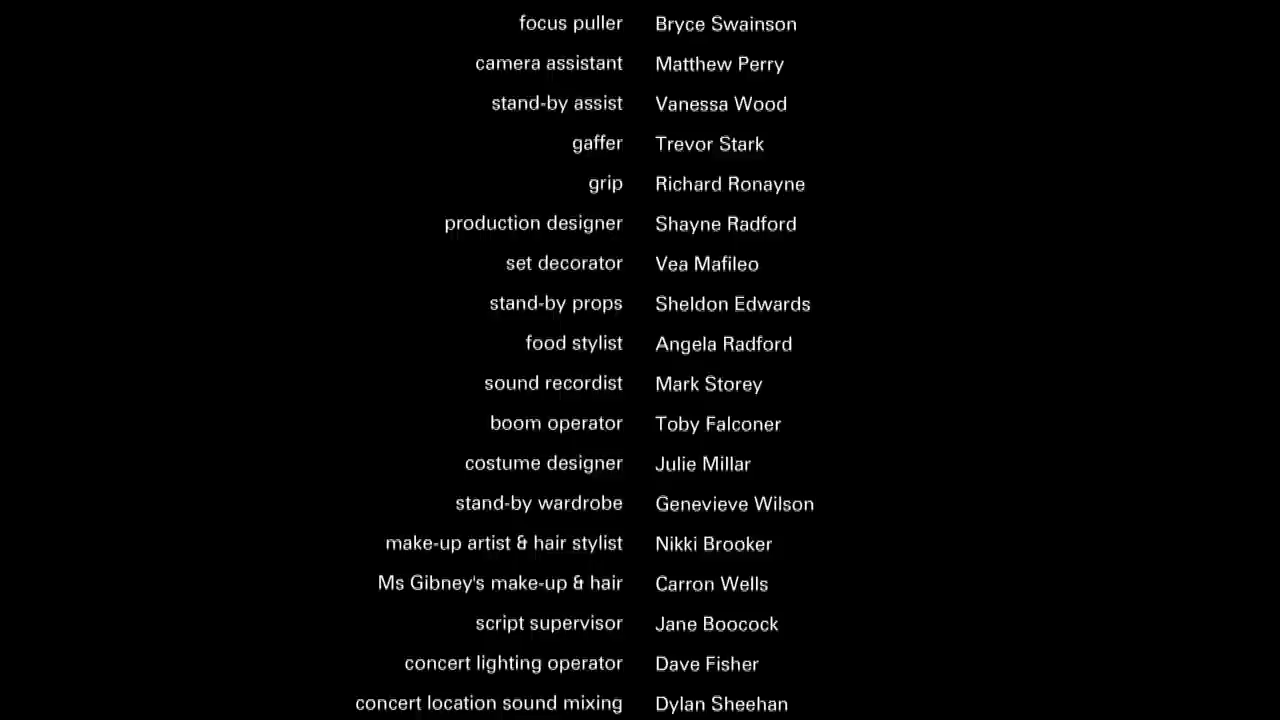 focus puller Bryce Swainson
camera assistant Matthew Perry
stand-by assist Vanessa Wood
gaffer Trevor Stark
grip Richard Ronayne
production designer Shayne Radford
set decorator Vea Mafileo
stand-by props Sheldon Edwards
food stylist Angela Radford
sound recordist Mark Storey
boom operator Toby Falconer
costume designer Julie Millar
stand-by wardrobe Genevieve Wilson
make-up artist & hair stylist Nikki Brooker
Ms Gibney's make-up & hair Carron Wells
script supervisor Jane Boocock
concert lighting operator Dave Fisher
concert location sound mixing Dylan Sheehan